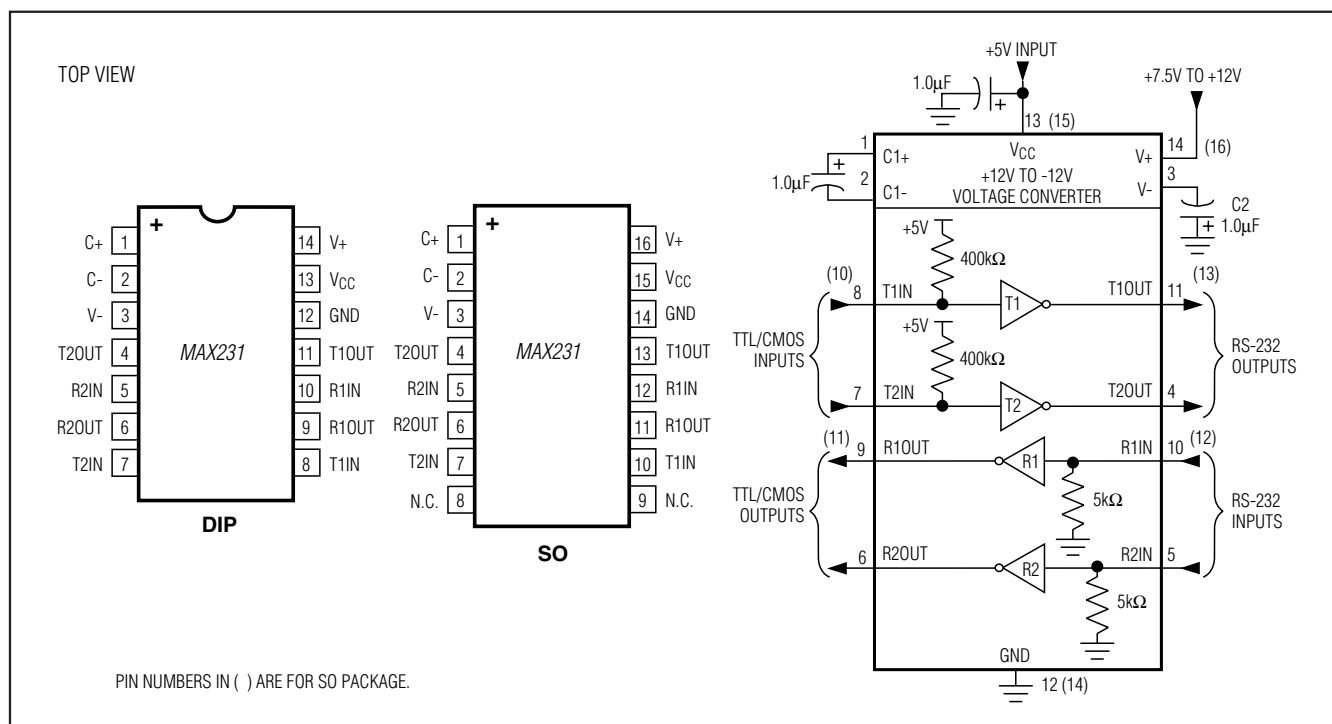 TOP VIEW
C+ 1
C- 2
V- 3
T2OUT 4
R2IN 5
R2OUT 6
T2IN 7
+
MAX231
14 V+
13 VCC
12 GND
11 T1OUT
10 R1IN
9 R1OUT
8 T1IN
DIP
C+ 1
C- 2
V- 3
T2OUT 4
R2IN 5
R2OUT 6
T2IN 7
N.C. 8
+
MAX231
16 V+
15 VCC
14 GND
13 T1OUT
12 R1IN
11 R1OUT
10 T1IN
9 N.C.
SO
PIN NUMBERS IN ( ) ARE FOR SO PACKAGE.
+5V INPUT
+7.5V TO +12V
1.0µF
+
13 (15)
1
C1+
VCC
V+
14
(16)
+
1.0µF
2
C1-
+12V TO -12V
VOLTAGE CONVERTER
V-
3
C2
1.0µF
+
+5V
400kΩ
(10)
8
T1IN
T1
T1OUT
11
(13)
+5V
400kΩ
TTL/CMOS
INPUTS
RS-232
OUTPUTS
7
T2IN
T2
T2OUT
4
(11)
9
R1OUT
R1
R1IN
10
(12)
5kΩ
TTL/CMOS
OUTPUTS
RS-232
INPUTS
6
R2OUT
R2
R2IN
5
5kΩ
GND
12 (14)